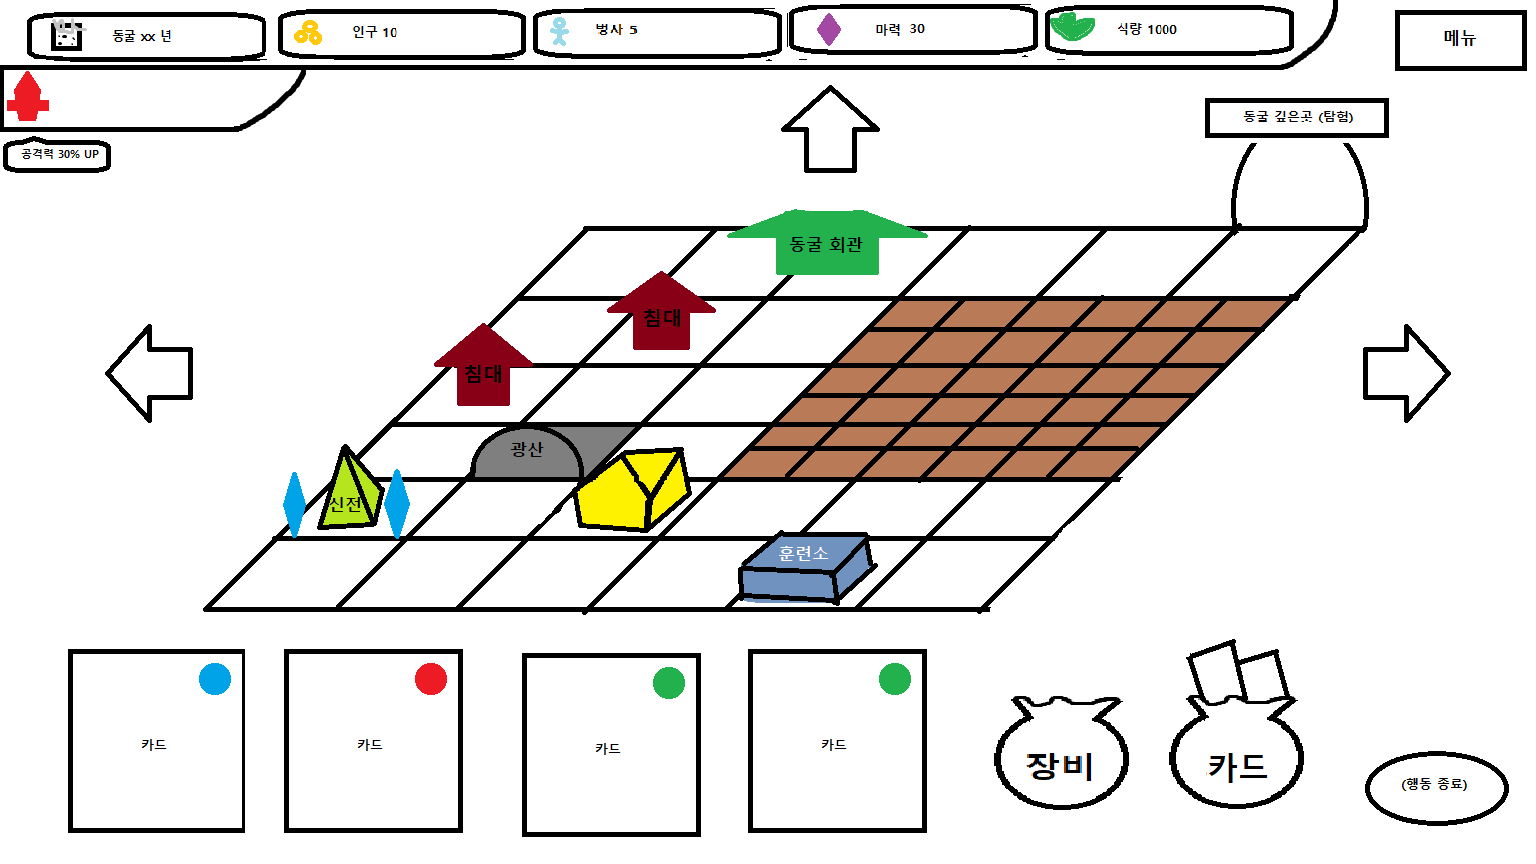 동굴 xx 년
인구 10
병사 5
마력 30
식량 1000
메뉴
동굴 깊은곳 (탐험)
공격력 30% UP
동굴 회관
침대
침대
광산
신전
훈련소
카드
카드
카드
카드
장비
카드
(행동 종료)